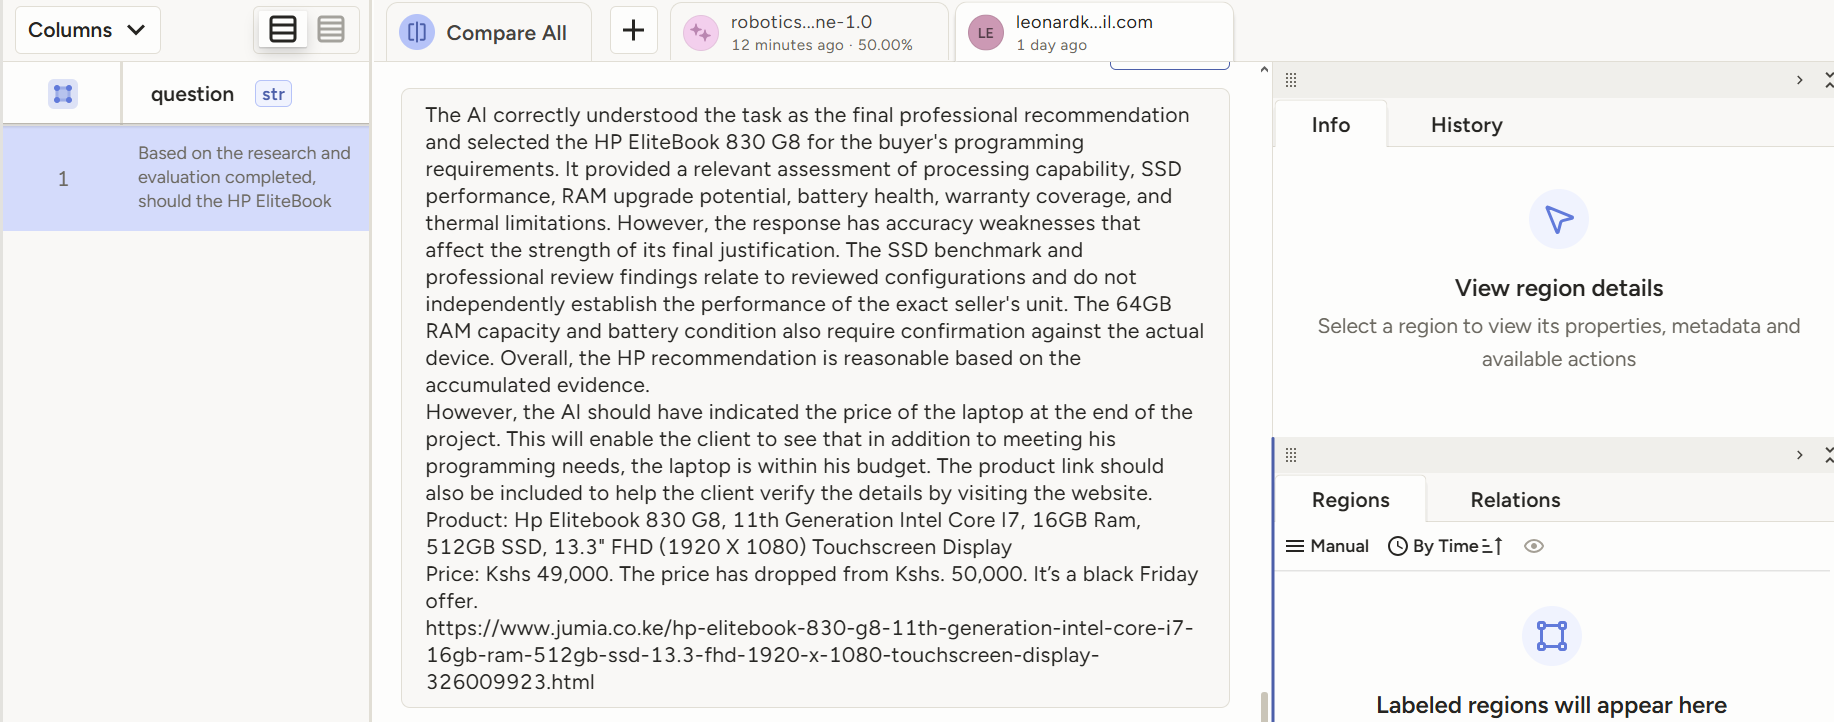 Columns
question str
1
Based on the research and
evaluation completed,
should the HP EliteBook
Compare All
robotics...ne-1.0
12 minutes ago · 50.00%
LE
leonardk...il.com
1 day ago
The AI correctly understood the task as the final professional recommendation
and selected the HP EliteBook 830 G8 for the buyer's programming
requirements. It provided a relevant assessment of processing capability, SSD
performance, RAM upgrade potential, battery health, warranty coverage, and
thermal limitations. However, the response has accuracy weaknesses that
affect the strength of its final justification. The SSD benchmark and
professional review findings relate to reviewed configurations and do not
independently establish the performance of the exact seller's unit. The 64GB
RAM capacity and battery condition also require confirmation against the actual
device. Overall, the HP recommendation is reasonable based on the
accumulated evidence.
However, the AI should have indicated the price of the laptop at the end of the
project. This will enable the client to see that in addition to meeting his
programming needs, the laptop is within his budget. The product link should
also be included to help the client verify the details by visiting the website.
Product: Hp Elitebook 830 G8, 11th Generation Intel Core I7, 16GB Ram,
512GB SSD, 13.3" FHD (1920 X 1080) Touchscreen Display
Price: Kshs 49,000. The price has dropped from Kshs. 50,000. It’s a black Friday
offer.
https://www.jumia.co.ke/hp-elitebook-830-g8-11th-generation-intel-core-i7-
16gb-ram-512gb-ssd-13.3-fhd-1920-x-1080-touchscreen-display-
326009923.html
Info History
View region details
Select a region to view its properties, metadata and
available actions
Regions Relations
Manual By Time
Labeled regions will appear here